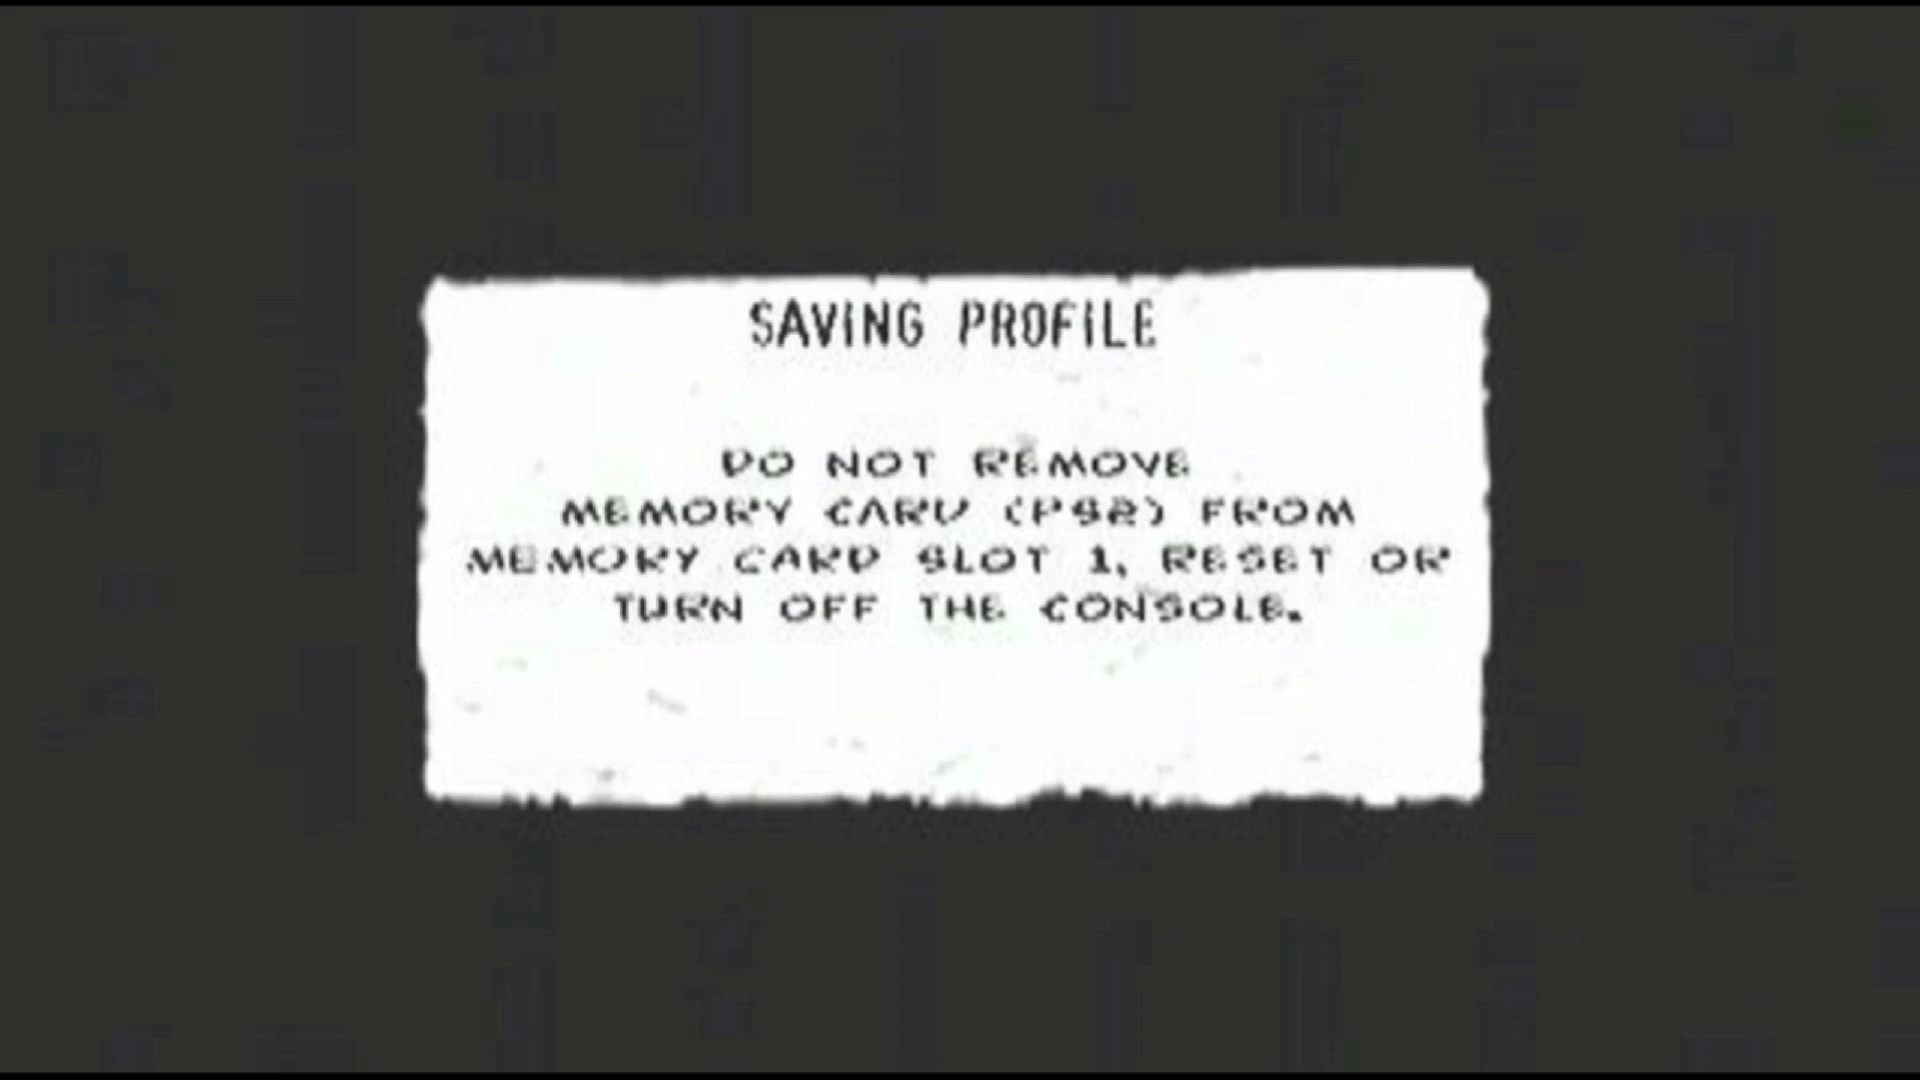 SAVING PROFILE
DO NOT REMOVE
MEMORY CARD (PS2) FROM
MEMORY CARD SLOT 1, RESET OR
TURN OFF THE CONSOLE.